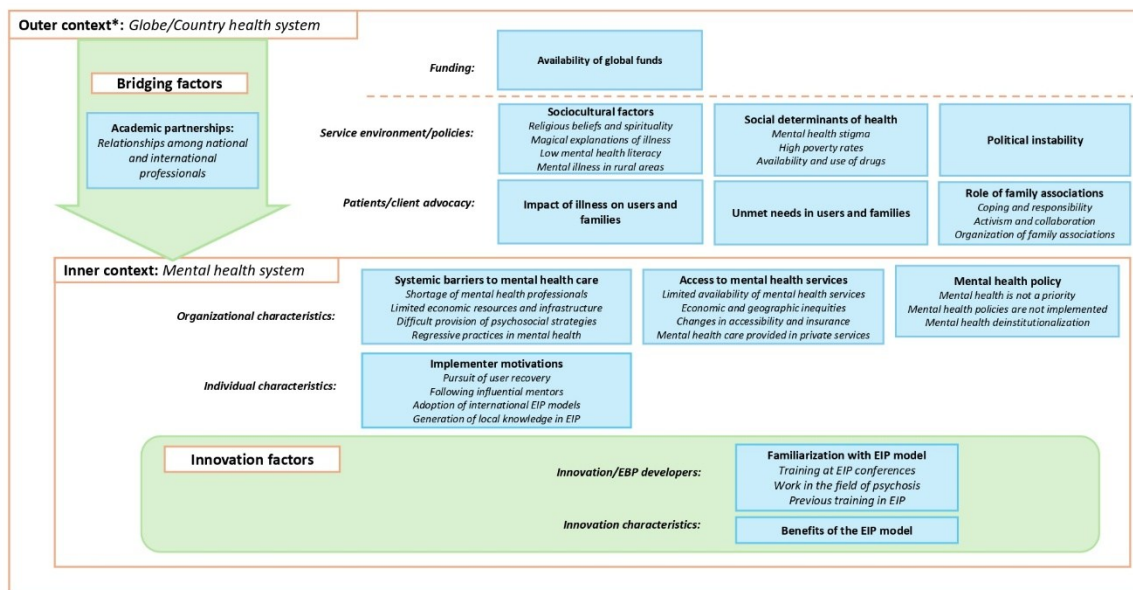 Outer context*: Globe/Country health system
Bridging factors
Academic partnerships:
Relationships among national
and international
professionals
Funding:
Availability of global funds
Service environment/policies:
Sociocultural factors
Religious beliefs and spirituality
Magical explanations of illness
Low mental health literacy
Mental illness in rural areas
Social determinants of health
Mental health stigma
High poverty rates
Availability and use of drugs
Political instability
Patients/client advocacy:
Impact of illness on users and
families
Unmet needs in users and families
Role of family associations
Coping and responsibility
Activism and collaboration
Organization of family associations
Inner context: Mental health system
Organizational characteristics:
Systemic barriers to mental health care
Shortage of mental health professionals
Limited economic resources and infrastructure
Difficult provision of psychosocial strategies
Regressive practices in mental health
Access to mental health services
Limited availability of mental health services
Economic and geographic inequities
Changes in accessibility and insurance
Mental health care provided in private services
Mental health policy
Mental health is not a priority
Mental health policies are not implemented
Mental health deinstitutionalization
Individual characteristics:
Implementer motivations
Pursuit of user recovery
Following influential mentors
Adoption of international EIP models
Generation of local knowledge in EIP
Innovation factors
Innovation/EBP developers:
Familiarization with EIP model
Training at EIP conferences
Work in the field of psychosis
Previous training in EIP
Innovation characteristics:
Benefits of the EIP model